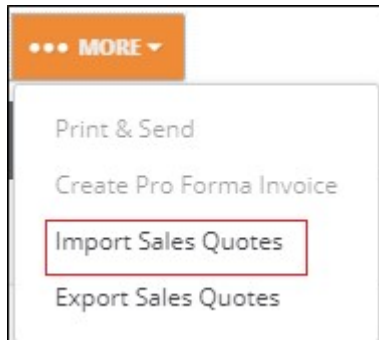 ••• MORE
Print & Send
Create Pro Forma Invoice
Import Sales Quotes
Export Sales Quotes